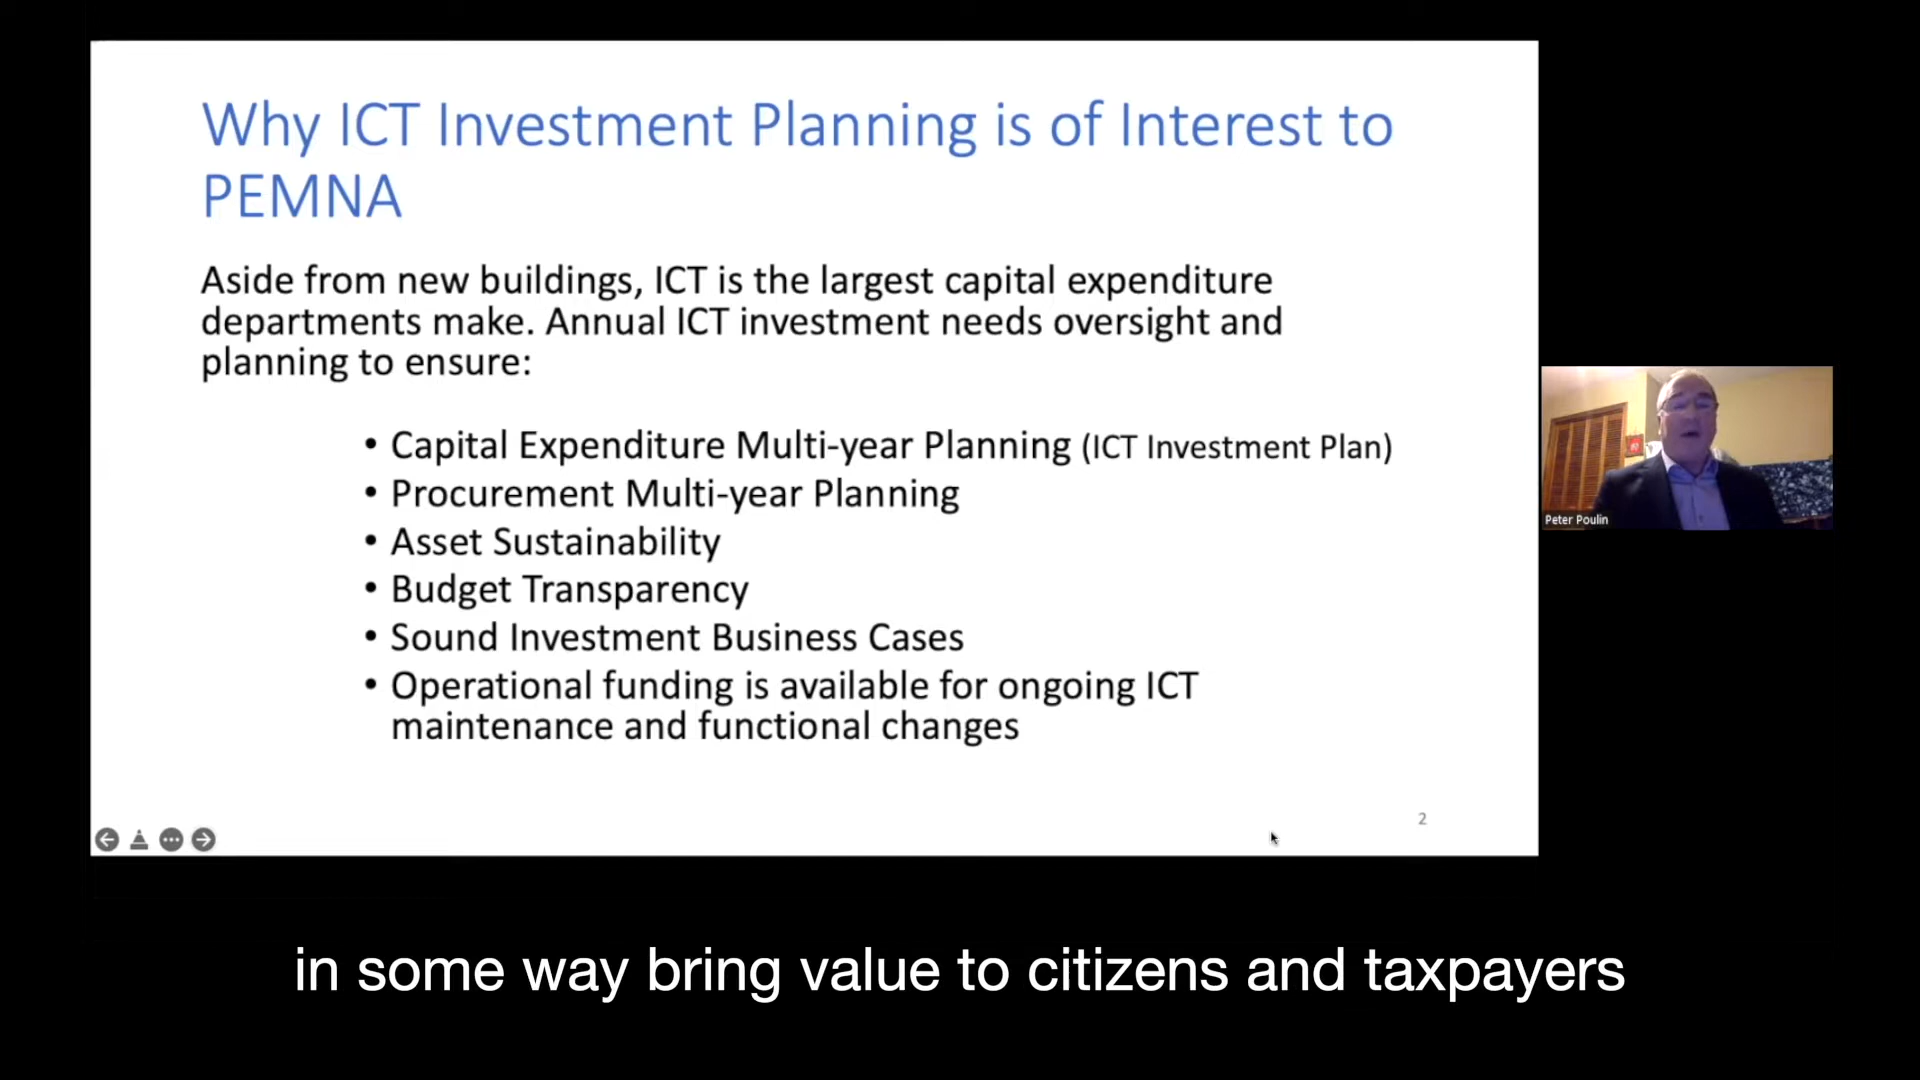 Why ICT Investment Planning is of Interest to
PEMNA
Aside from new buildings, ICT is the largest capital expenditure
departments make. Annual ICT investment needs oversight and
planning to ensure:
• Capital Expenditure Multi-year Planning (ICT Investment Plan)
• Procurement Multi-year Planning
• Asset Sustainability
• Budget Transparency
• Sound Investment Business Cases
• Operational funding is available for ongoing ICT
maintenance and functional changes
2
Peter Poulin
in some way bring value to citizens and taxpayers